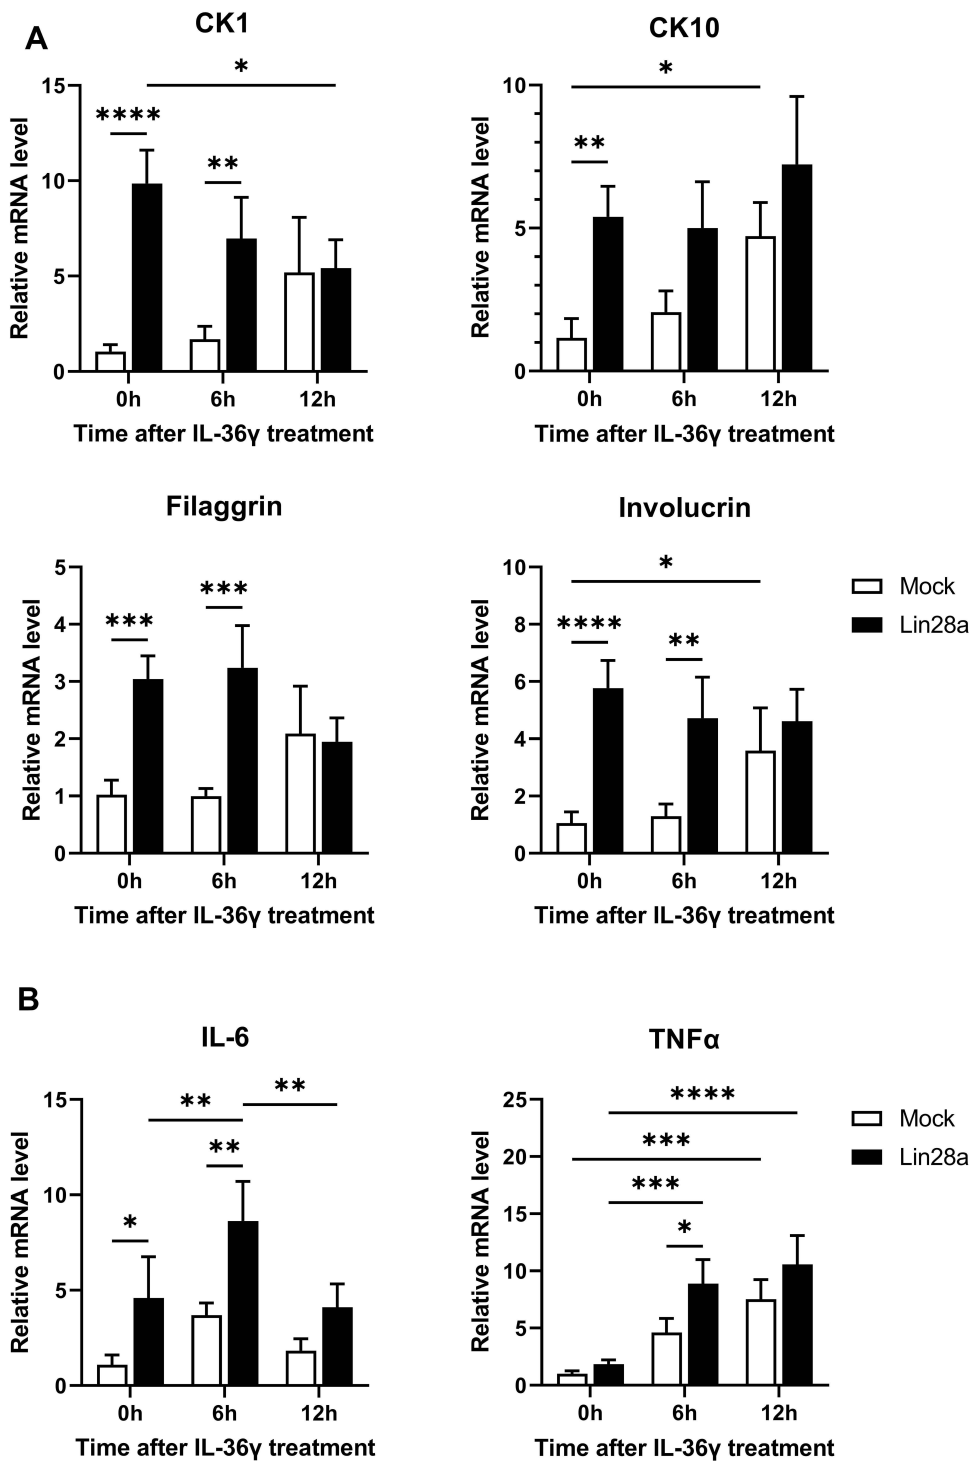 A
CK1
CK10
*
****
**
15
10
5
0
Relative mRNA level
0h
6h
12h
Time after IL-36γ treatment
*
**
10
5
0
Relative mRNA level
0h
6h
12h
Time after IL-36γ treatment
Filaggrin
***
***
5
4
3
2
1
0
Relative mRNA level
0h
6h
12h
Time after IL-36γ treatment
Involucrin
*
****
**
10
8
6
4
2
0
Relative mRNA level
0h
6h
12h
Time after IL-36γ treatment
Mock
Lin28a
B
IL-6
**
**
**
*
15
10
5
0
Relative mRNA level
0h
6h
12h
Time after IL-36γ treatment
TNFα
****
***
***
*
25
20
15
10
5
0
Relative mRNA level
0h
6h
12h
Time after IL-36γ treatment
Mock
Lin28a